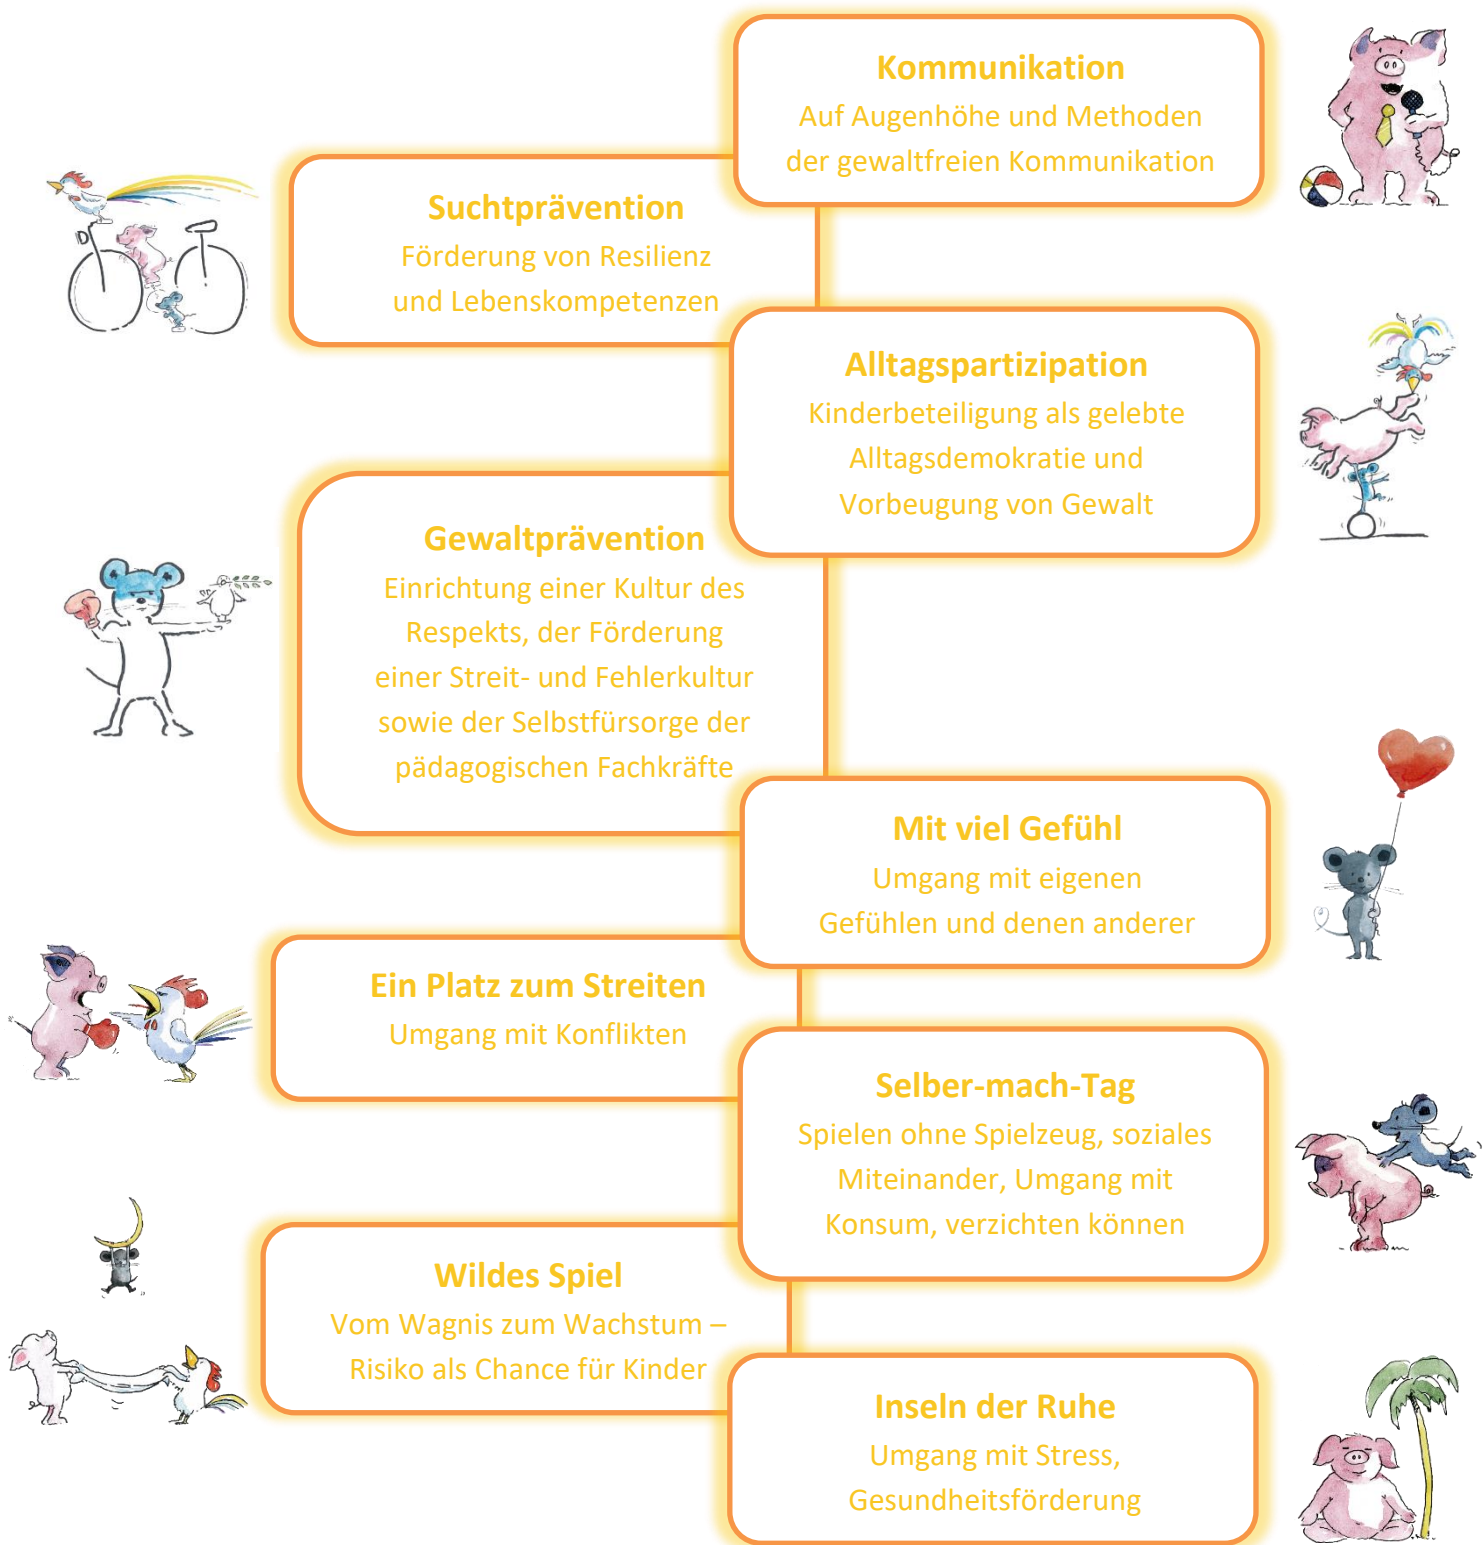 Kommunikation
Auf Augenhöhe und Methoden
der gewaltfreien Kommunikation
Suchtprävention
Förderung von Resilienz
und Lebenskompetenzen
Alltagspartizipation
Kinderbeteiligung als gelebte
Alltagsdemokratie und
Vorbeugung von Gewalt
Gewaltprävention
Einrichtung einer Kultur des
Respekts, der Förderung
einer Streit- und Fehlerkultur
sowie der Selbstfürsorge der
pädagogischen Fachkräfte
Mit viel Gefühl
Umgang mit eigenen
Gefühlen und denen anderer
Ein Platz zum Streiten
Umgang mit Konflikten
Selber-mach-Tag
Spielen ohne Spielzeug, soziales
Miteinander, Umgang mit
Konsum, verzichten können
Wildes Spiel
Vom Wagnis zum Wachstum –
Risiko als Chance für Kinder
Inseln der Ruhe
Umgang mit Stress,
Gesundheitsförderung